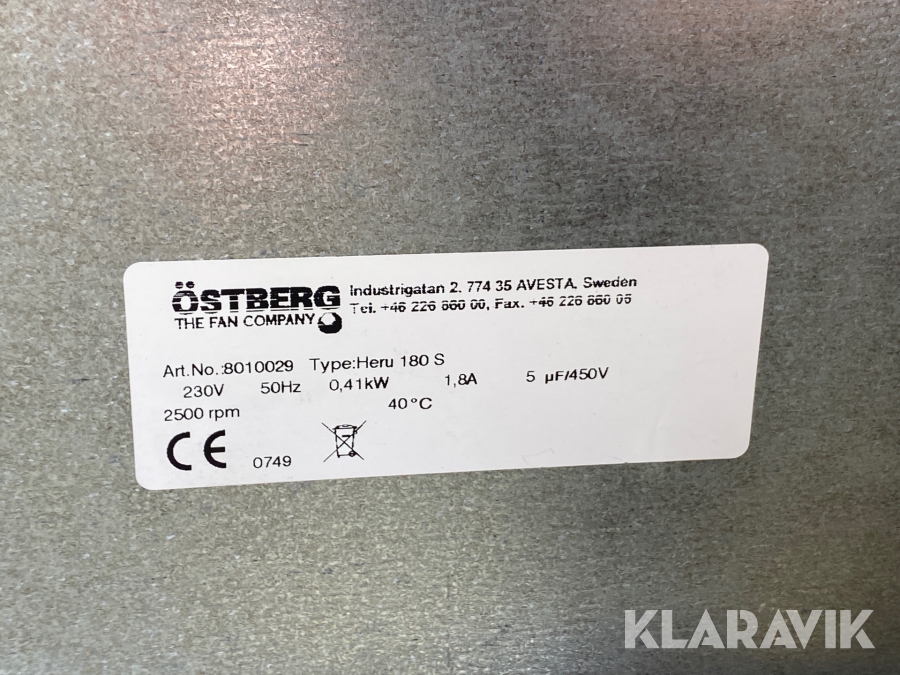 ÖSTBERG
THE FAN COMPANY
Industrigatan 2, 774 35 AVESTA, Sweden
Tel. +46 226 860 00, Fax. +46 226 860 05
Art.No.:8010029 Type:Heru 180 S
230V 50Hz 0,41kW 1,8A 5 µF/450V
2500 rpm 40°C
CE 0749
KLARAVIK